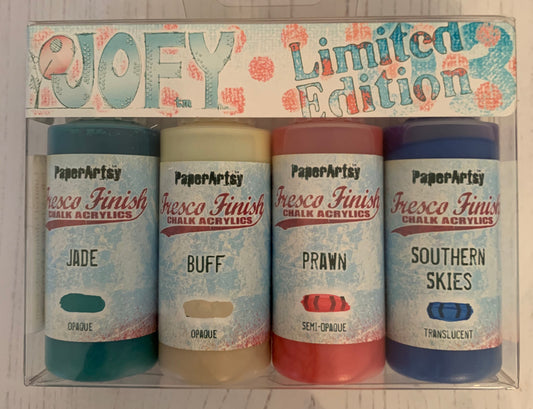 JOFY
Limited
Edition 3
PaperArtsy
Fresco Finish
CHALK ACRYLICS
JADE
OPAQUE
PaperArtsy
Fresco Finish
CHALK ACRYLICS
BUFF
OPAQUE
PaperArtsy
Fresco Finish
CHALK ACRYLICS
PRAWN
SEMI-OPAQUE
PaperArtsy
Fresco Finish
CHALK ACRYLICS
SOUTHERN
SKIES
TRANSLUCENT